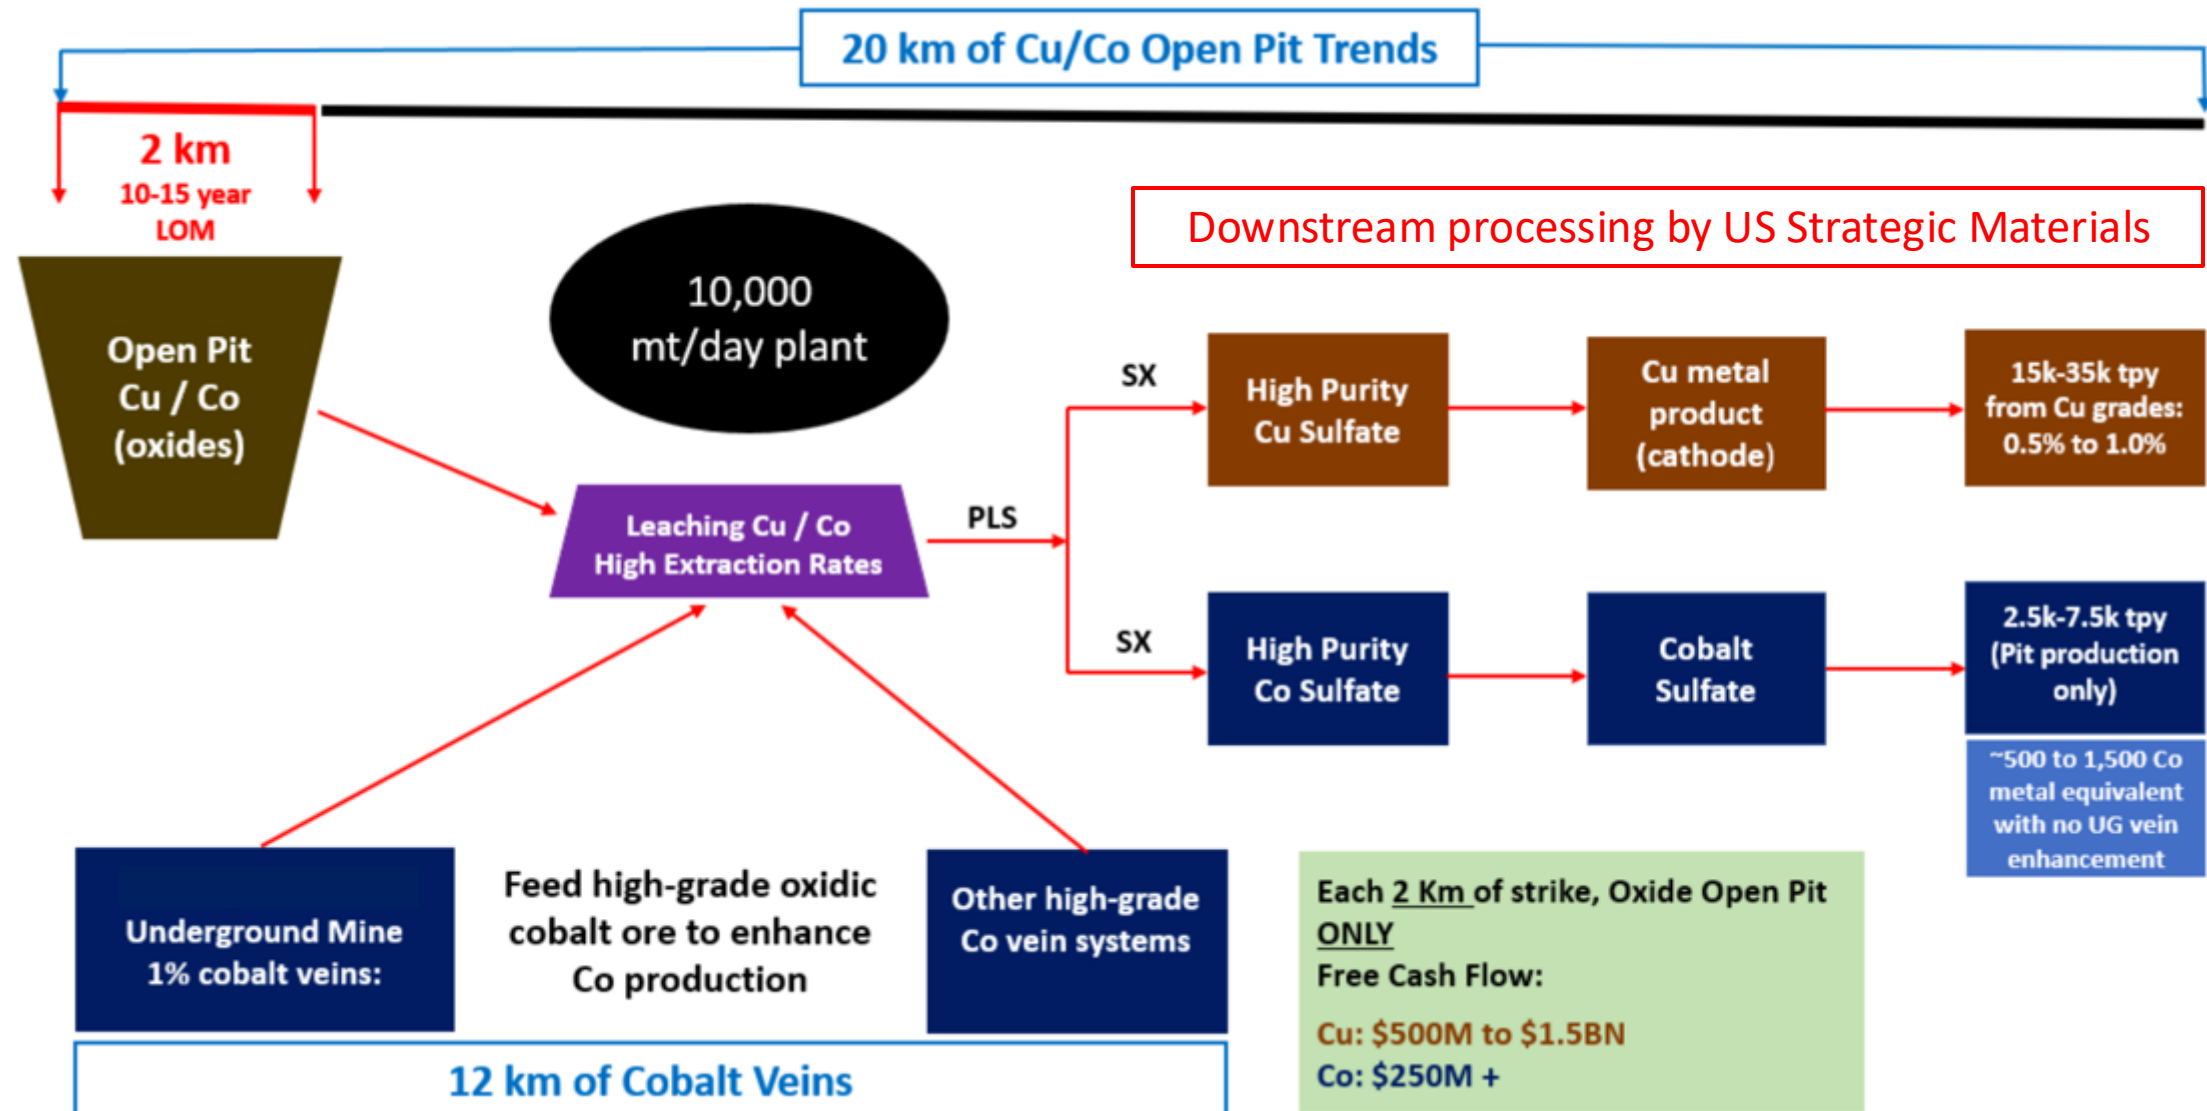 20 km of Cu/Co Open Pit Trends
2 km
10-15 year
LOM
Downstream processing by US Strategic Materials
Open Pit
Cu / Co
(oxides)
10,000
mt/day plant
Leaching Cu / Co
High Extraction Rates
PLS
SX
High Purity
Cu Sulfate
Cu metal
product
(cathode)
15k-35k tpy
from Cu grades:
0.5% to 1.0%
SX
High Purity
Co Sulfate
Cobalt
Sulfate
2.5k-7.5k tpy
(Pit production
only)
~500 to 1,500 Co
metal equivalent
with no UG vein
enhancement
Underground Mine
1% cobalt veins:
Feed high-grade oxidic
cobalt ore to enhance
Co production
Other high-grade
Co vein systems
12 km of Cobalt Veins
Each 2 Km of strike, Oxide Open Pit
ONLY
Free Cash Flow:
Cu: $500M to $1.5BN
Co: $250M +